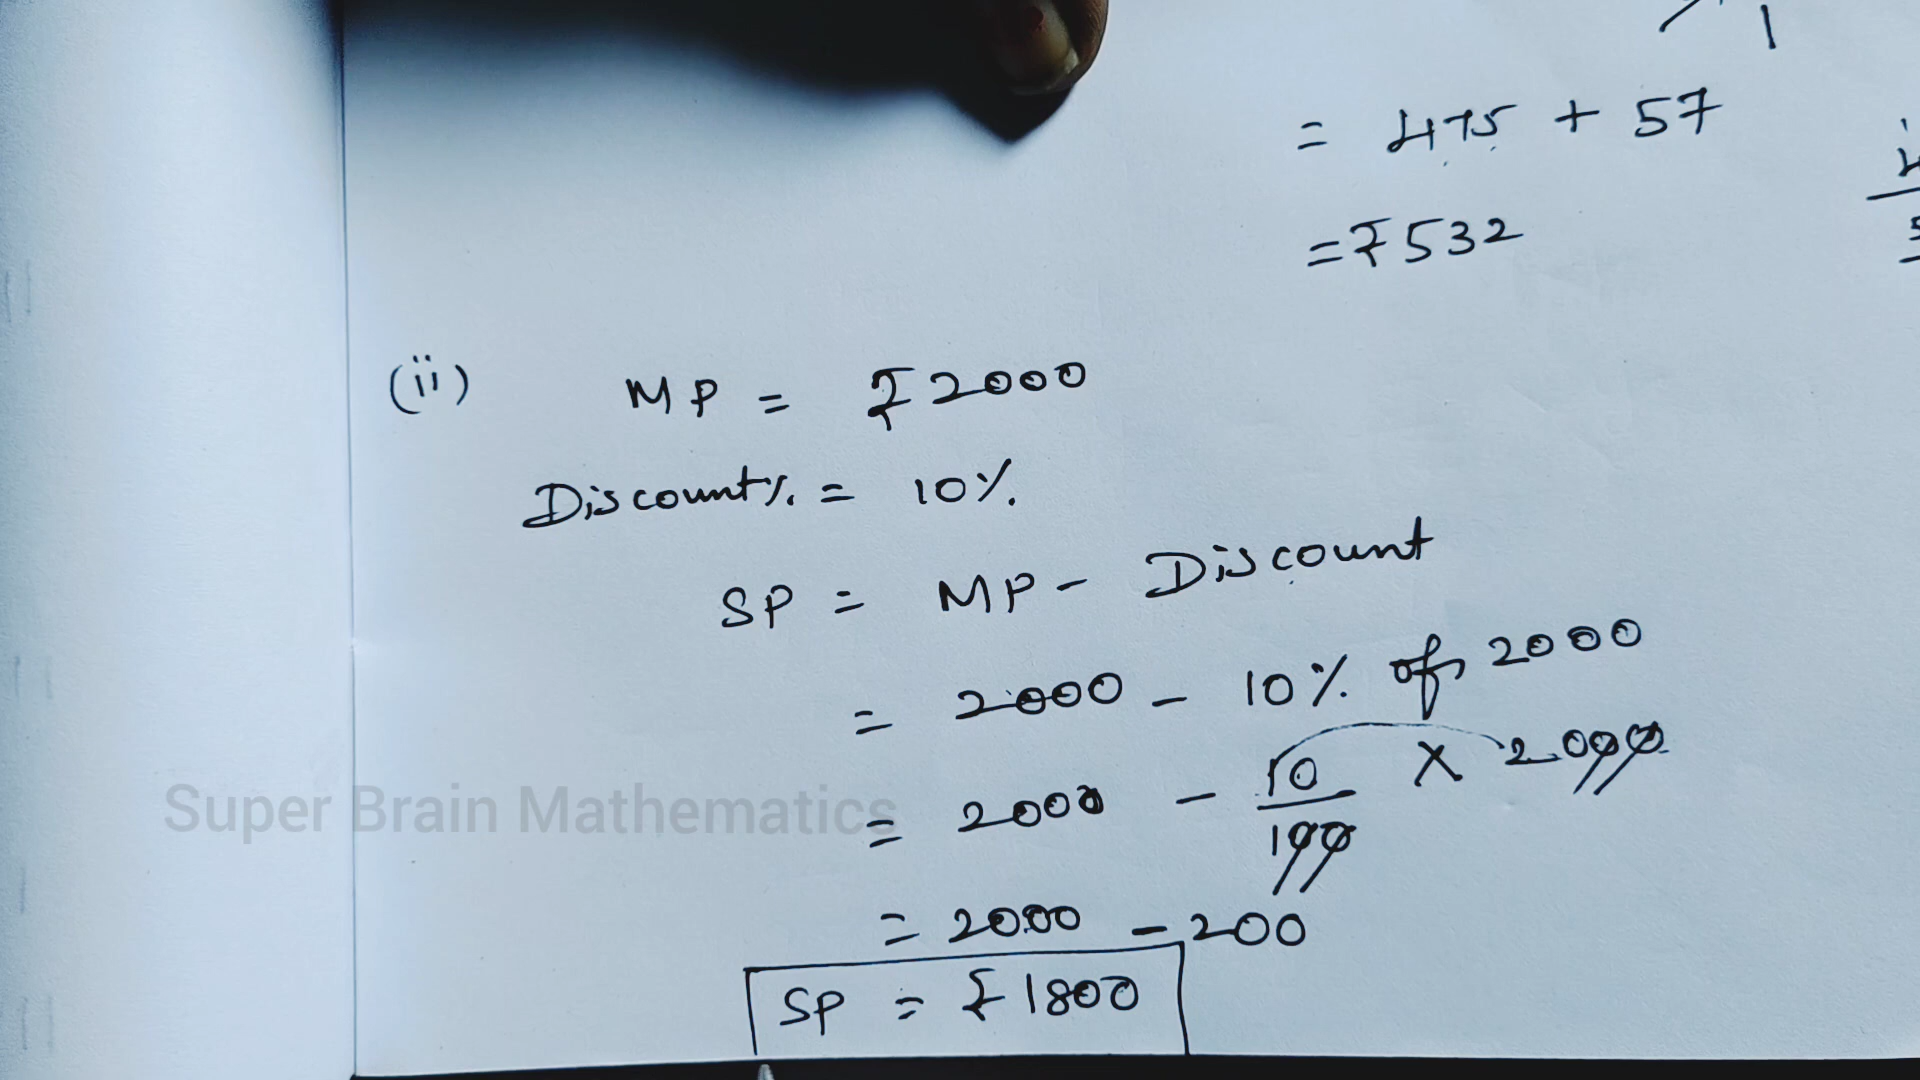 = 475 + 57
= ₹ 532
(ii) MP = ₹ 2000
Discount% = 10%
SP = MP - Discount
= 2000 - 10% of 2000
= 2000 - 10/100 × 2000
= 2000 - 200
SP = ₹ 1800
Super Brain Mathematics